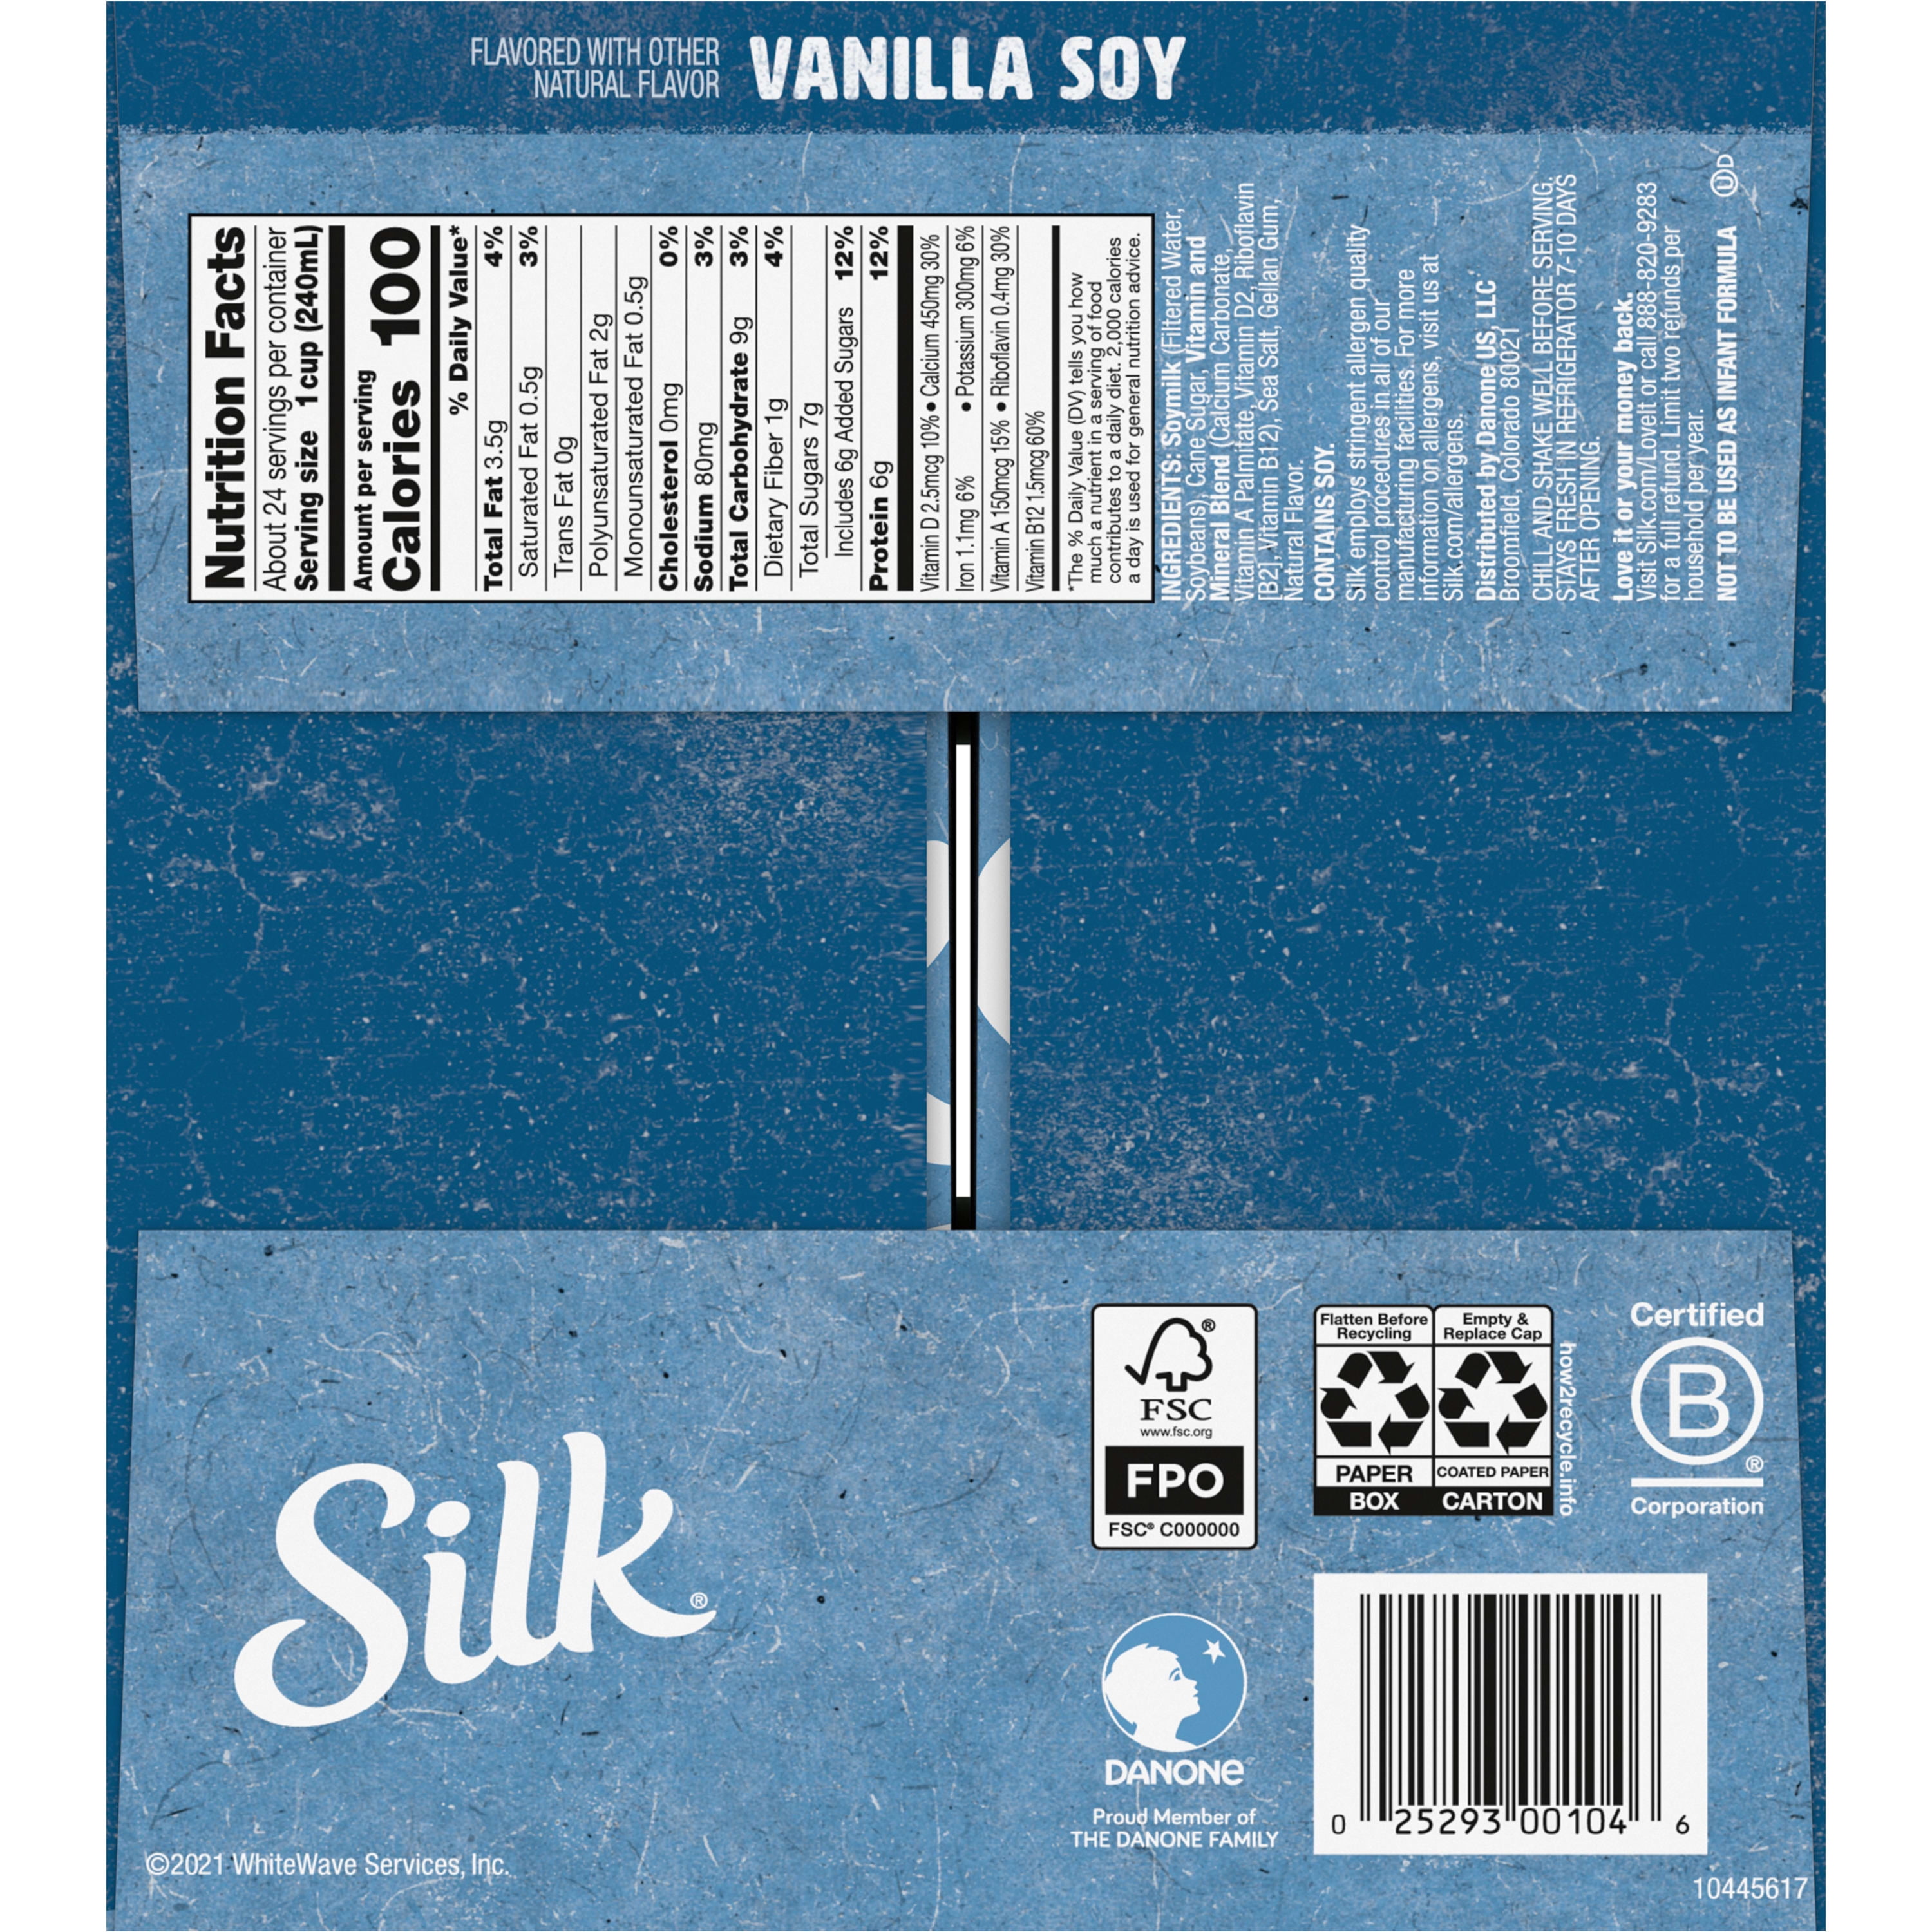 FLAVORED WITH OTHER
NATURAL FLAVOR
VANILLA SOY
Nutrition Facts
About 24 servings per container
Serving size 1 cup (240mL)
Amount per serving
Calories 100
% Daily Value*
Total Fat 3.5g 4%
Saturated Fat 0.5g 3%
Trans Fat 0g
Polyunsaturated Fat 2g
Monounsaturated Fat 0.5g
Cholesterol 0mg 0%
Sodium 80mg 3%
Total Carbohydrate 9g 3%
Dietary Fiber 1g 4%
Total Sugars 7g
Includes 6g Added Sugars 12%
Protein 6g 12%
Vitamin D 2.5mcg 10% • Calcium 450mg 30%
Iron 1.1mg 6% • Potassium 300mg 6%
Vitamin A 150mcg 15% • Riboflavin 0.4mg 30%
Vitamin B12 1.5mcg 60%
*The % Daily Value (DV) tells you how
much a nutrient in a serving of food
contributes to a daily diet. 2,000 calories
a day is used for general nutrition advice.
INGREDIENTS: Soymilk (Filtered Water,
Soybeans), Cane Sugar, Vitamin and
Mineral Blend (Calcium Carbonate,
Vitamin A Palmitate, Vitamin D2, Riboflavin
[B2], Vitamin B12), Sea Salt, Gellan Gum,
Natural Flavor.
CONTAINS SOY.
Silk employs stringent allergen quality
control procedures in all of our
manufacturing facilities. For more
information on allergens, visit us at
Silk.com/allergens.
Distributed by Danone US, LLC
Broomfield, Colorado 80021
CHILL AND SHAKE WELL BEFORE SERVING.
STAYS FRESH IN REFRIGERATOR 7-10 DAYS
AFTER OPENING.
Love it or your money back.
Visit Silk.com/LoveIt or call 888-820-9283
for a full refund. Limit two refunds per
household per year.
NOT TO BE USED AS INFANT FORMULA
U D
Silk®
®
FSC
www.fsc.org
FPO
FSC® C000000
Flatten Before
Recycling
PAPER
BOX
Empty &
Replace Cap
COATED PAPER
CARTON
how2recycle.info
Certified
B
®
Corporation
DANONE
Proud Member of
THE DANONE FAMILY
0 25293 00104 6
©2021 WhiteWave Services, Inc.
10445617